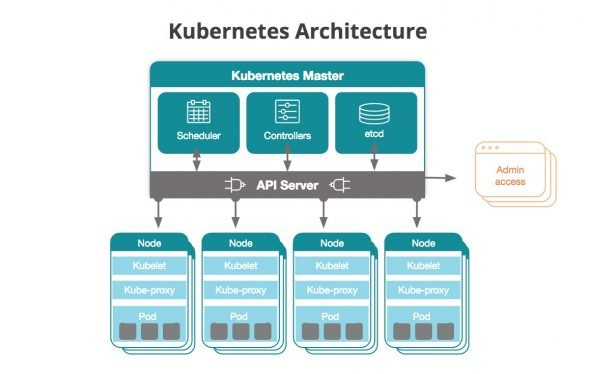 Kubernetes Architecture
Kubernetes Master
Scheduler
Controllers
etcd
API Server
Admin
access
Node
Kubelet
Kube-proxy
Pod
Node
Kubelet
Kube-proxy
Pod
Node
Kubelet
Kube-proxy
Pod
Node
Kubelet
Kube-proxy
Pod